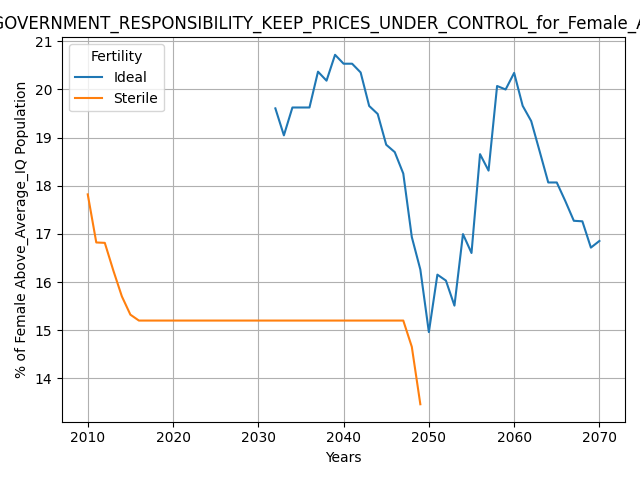 GOVERNMENT_RESPONSIBILITY_KEEP_PRICES_UNDER_CONTROL_for_Female_A
Fertility
Ideal
Sterile
% of Female Above_Average_IQ Population
21
20
19
18
17
16
15
14
2010 2020 2030 2040 2050 2060 2070
Years